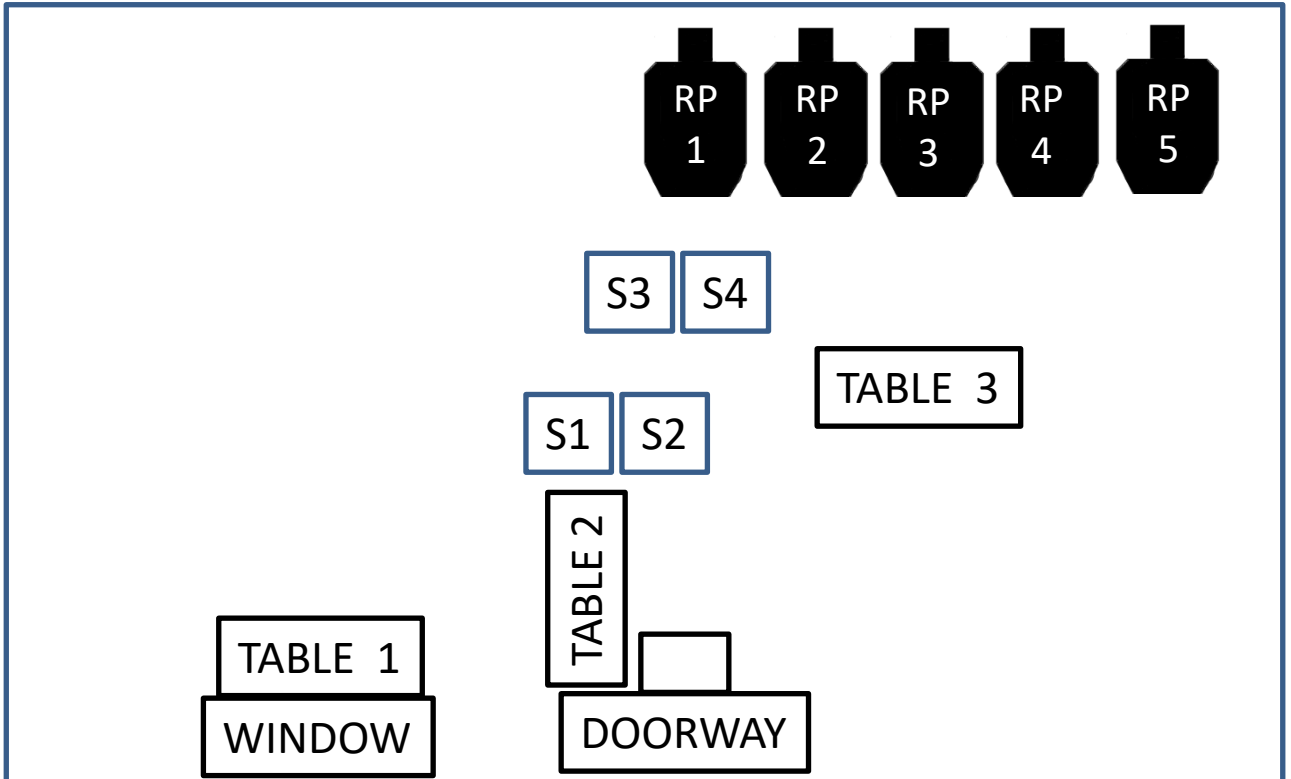 RP RP RP RP RP
1 2 3 4 5
S3 S4
TABLE 3
S1 S2
TABLE 2
TABLE 1
WINDOW DOORWAY